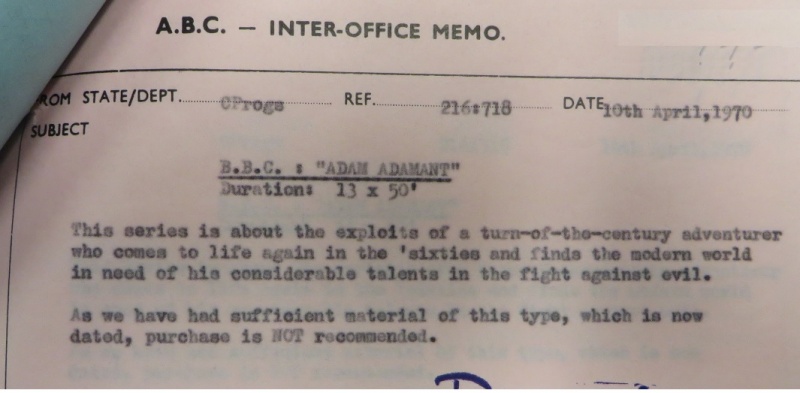 A.B.C. — INTER-OFFICE MEMO.
ROM STATE/DEPT. CProgs REF. 216:718 DATE 10th April,1970
SUBJECT
B.B.C. : "ADAM ADAMANT"
Duration: 13 x 50'
This series is about the exploits of a turn-of-the-century adventurer
who comes to life again in the 'sixties and finds the modern world
in need of his considerable talents in the fight against evil.
As we have had sufficient material of this type, which is now
dated, purchase is NOT recommended.